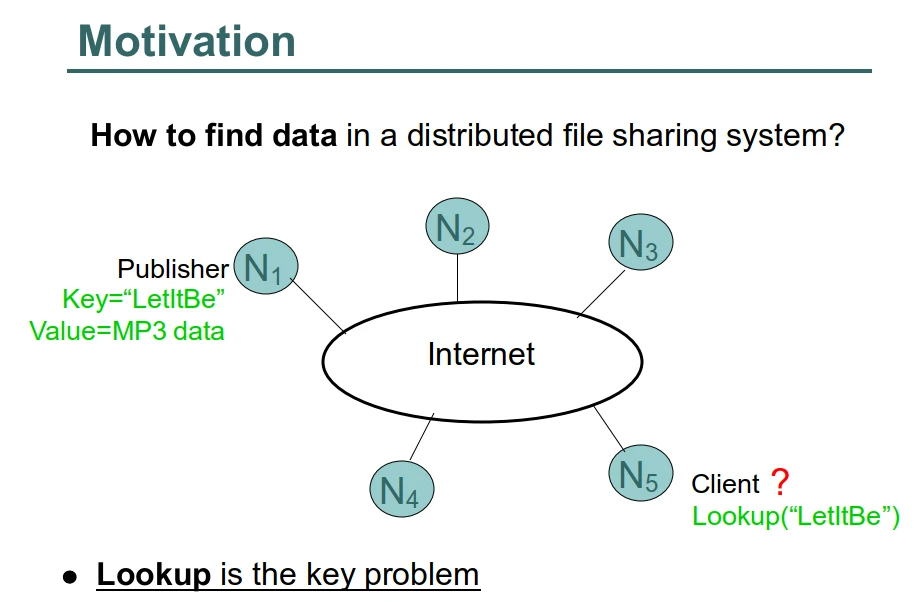 Motivation
How to find data in a distributed file sharing system?
N2
N3
Publisher N1
Key=“LetItBe”
Value=MP3 data
Internet
N4
N5 Client ?
Lookup(“LetItBe”)
● Lookup is the key problem